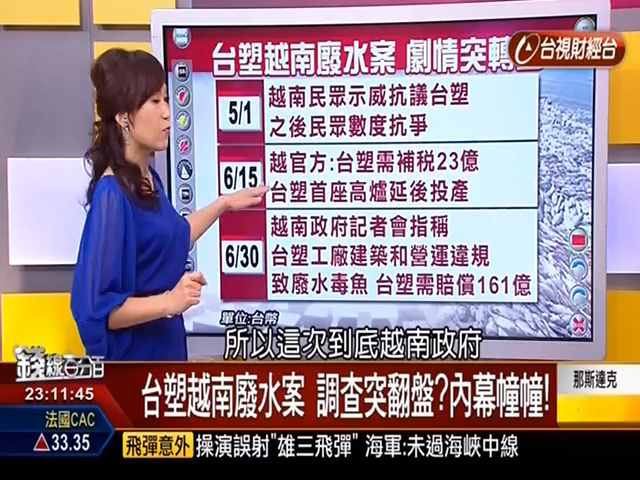 台塑越南廢水案 劇情突轉
台視財經台
5/1
越南民眾示威抗議台塑
之後民眾數度抗爭
6/15
越官方:台塑需補稅23億
台塑首座高爐延後投產
6/30
越南政府記者會指稱
台塑工廠建築和營運違規
致廢水毒魚 台塑需賠償161億
單位:台幣
所以這次到底越南政府
錢線百分百
23:11:45
台塑越南廢水案 調查突翻盤?內幕幢幢!
那斯達克
法國CAC
▲33.35
飛彈意外 操演誤射"雄三飛彈" 海軍:未過海峽中線